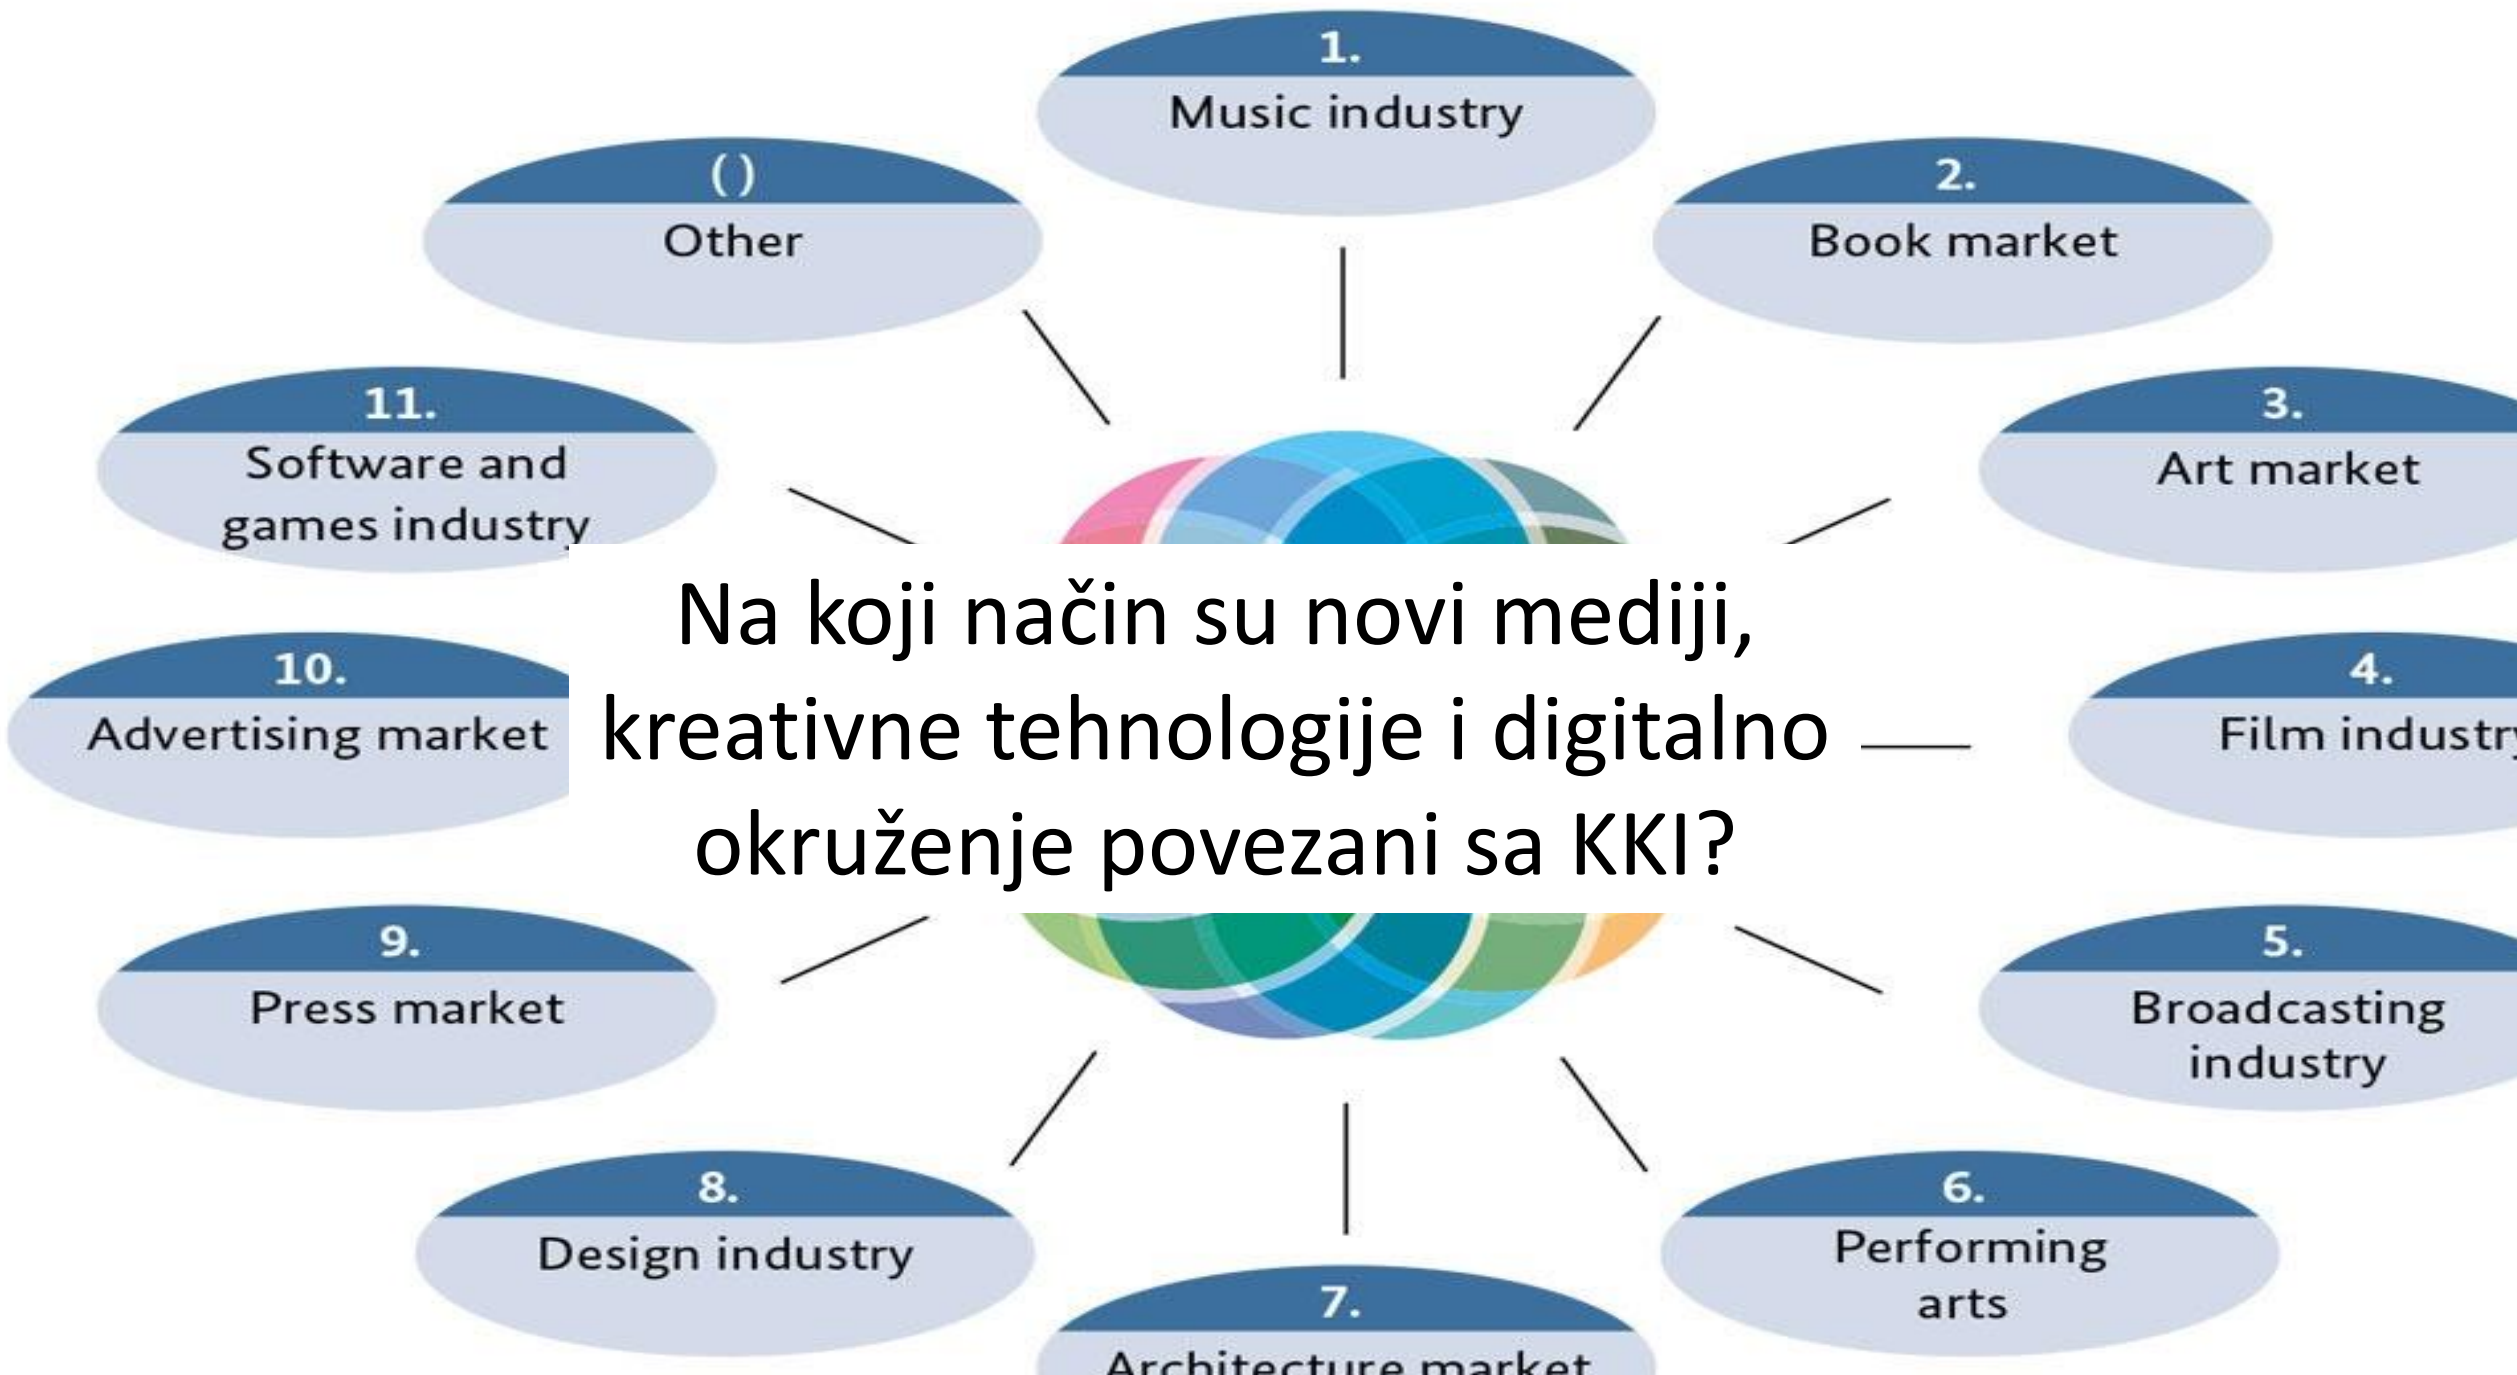 1.
Music industry
2.
Book market
3.
Art market
4.
Film industry
5.
Broadcasting
industry
6.
Performing
arts
7.
Architecture market
8.
Design industry
9.
Press market
10.
Advertising market
11.
Software and
games industry
( )
Other
Na koji način su novi mediji,
kreativne tehnologije i digitalno
okruženje povezani sa KKI?